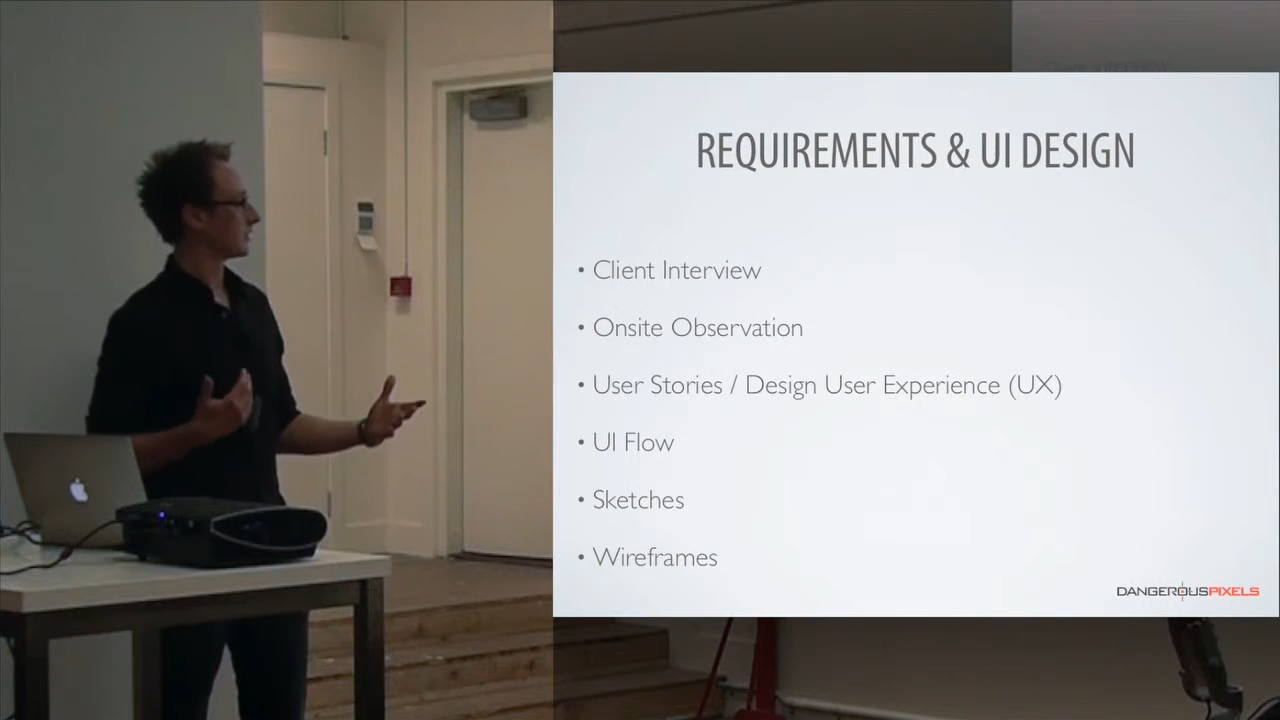 REQUIREMENTS & UI DESIGN
• Client Interview
• Onsite Observation
• User Stories / Design User Experience (UX)
• UI Flow
• Sketches
• Wireframes
DANGEROUSPIXELS